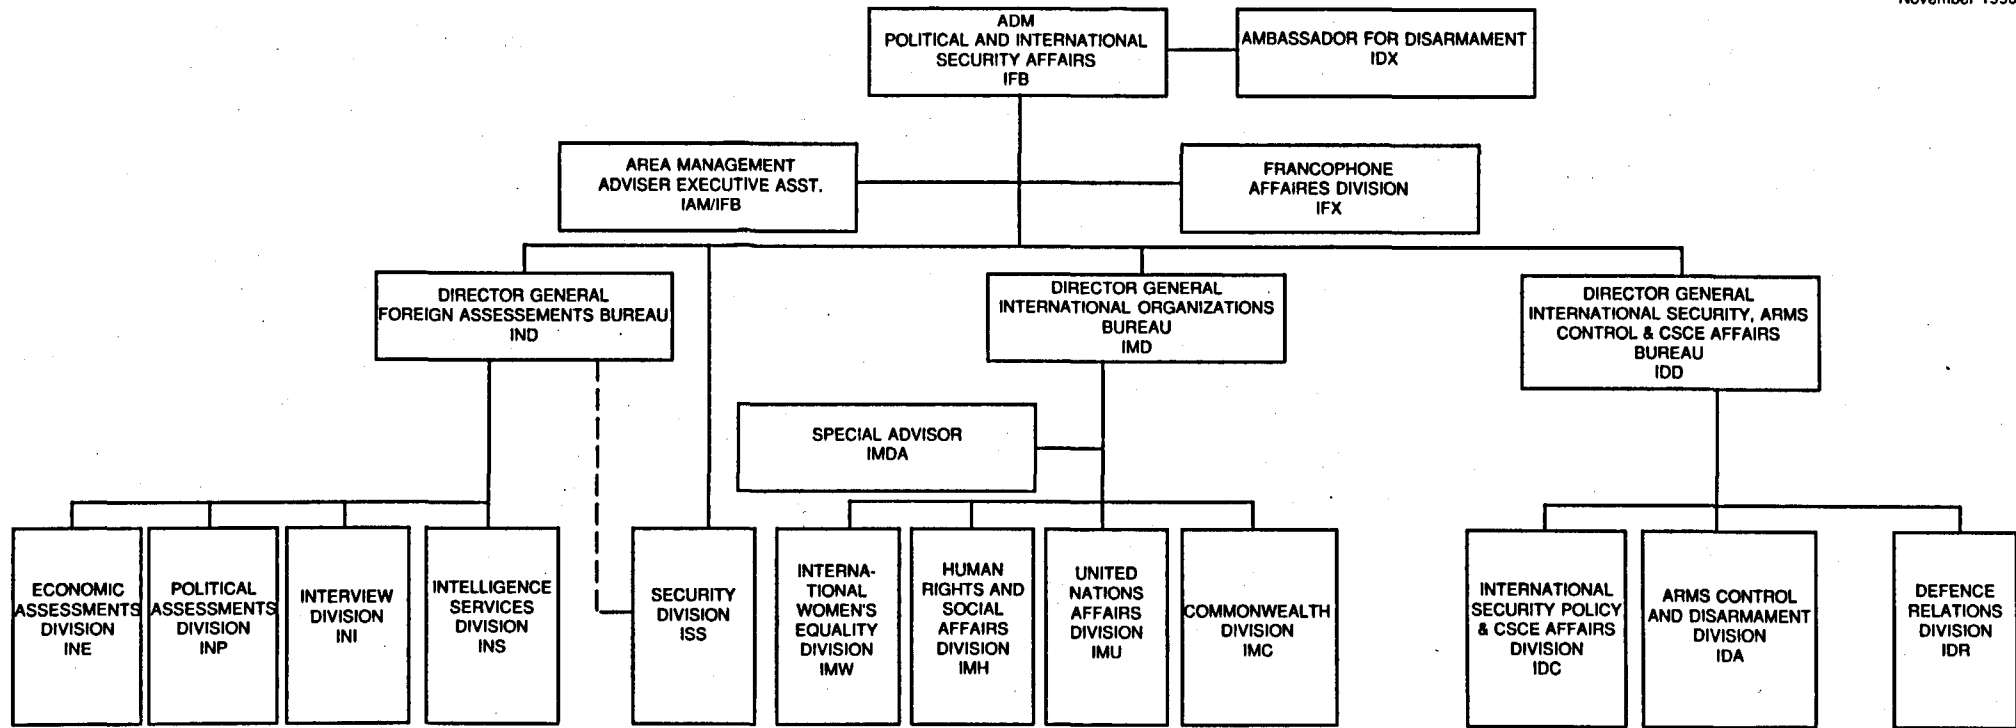 ADM
POLITICAL AND INTERNATIONAL
SECURITY AFFAIRS
IFB
AMBASSADOR FOR DISARMAMENT
IDX
AREA MANAGEMENT
ADVISER EXECUTIVE ASST.
IAM/IFB
FRANCOPHONE
AFFAIRES DIVISION
IFX
DIRECTOR GENERAL
FOREIGN ASSESSEMENTS BUREAU
IND
DIRECTOR GENERAL
INTERNATIONAL ORGANIZATIONS
BUREAU
IMD
DIRECTOR GENERAL
INTERNATIONAL SECURITY, ARMS
CONTROL & CSCE AFFAIRS
BUREAU
IDD
SPECIAL ADVISOR
IMDA
ECONOMIC
ASSESSMENTS
DIVISION
INE
POLITICAL
ASSESSMENTS
DIVISION
INP
INTERVIEW
DIVISION
INI
INTELLIGENCE
SERVICES
DIVISION
INS
SECURITY
DIVISION
ISS
INTERNA-
TIONAL
WOMEN'S
EQUALITY
DIVISION
IMW
HUMAN
RIGHTS AND
SOCIAL
AFFAIRS
DIVISION
IMH
UNITED
NATIONS
AFFAIRS
DIVISION
IMU
COMMONWEALTH
DIVISION
IMC
INTERNATIONAL
SECURITY POLICY
& CSCE AFFAIRS
DIVISION
IDC
ARMS CONTROL
AND DISARMAMENT
DIVISION
IDA
DEFENCE
RELATIONS
DIVISION
IDR